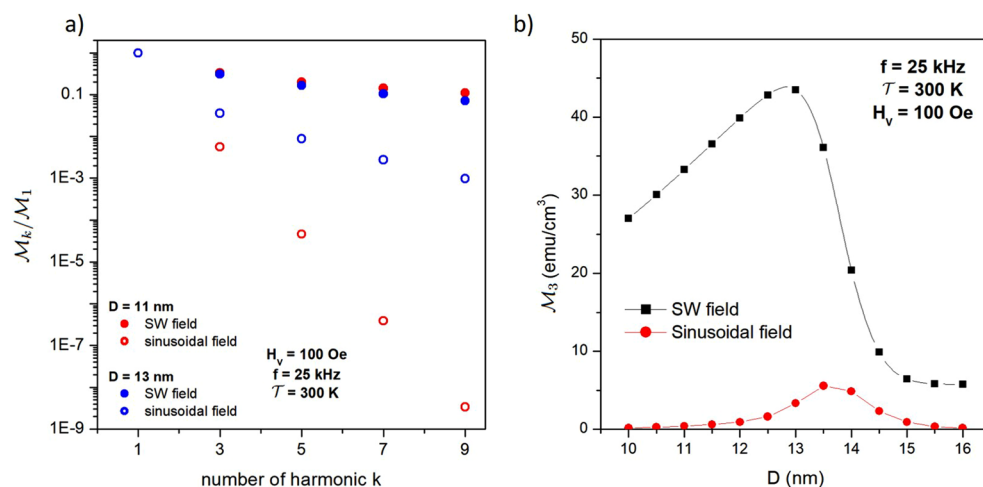 a)
b)
0.1
1E-3
1E-5
1E-7
1E-9
ℳk/ℳ1
D = 11 nm
SW field
sinusoidal field
D = 13 nm
SW field
sinusoidal field
Hv = 100 Oe
f = 25 kHz
𝒯 = 300 K
1 3 5 7 9
number of harmonic k
50
40
30
20
10
0
ℳ3 (emu/cm³)
f = 25 kHz
𝒯 = 300 K
Hv = 100 Oe
SW field
Sinusoidal field
10 11 12 13 14 15 16
D (nm)